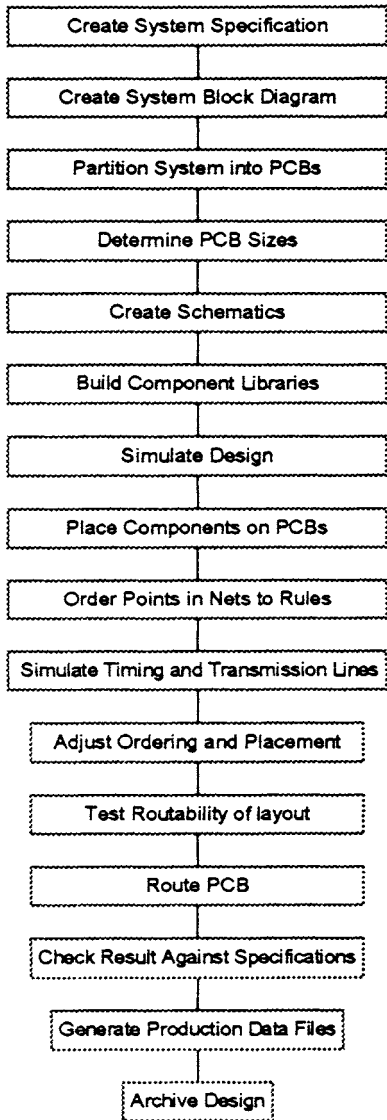 Create System Specification
Create System Block Diagram
Partition System into PCBs
Determine PCB Sizes
Create Schematics
Build Component Libraries
Simulate Design
Place Components on PCBs
Order Points in Nets to Rules
Simulate Timing and Transmission Lines
Adjust Ordering and Placement
Test Routability of layout
Route PCB
Check Result Against Specifications
Generate Production Data Files
Archive Design